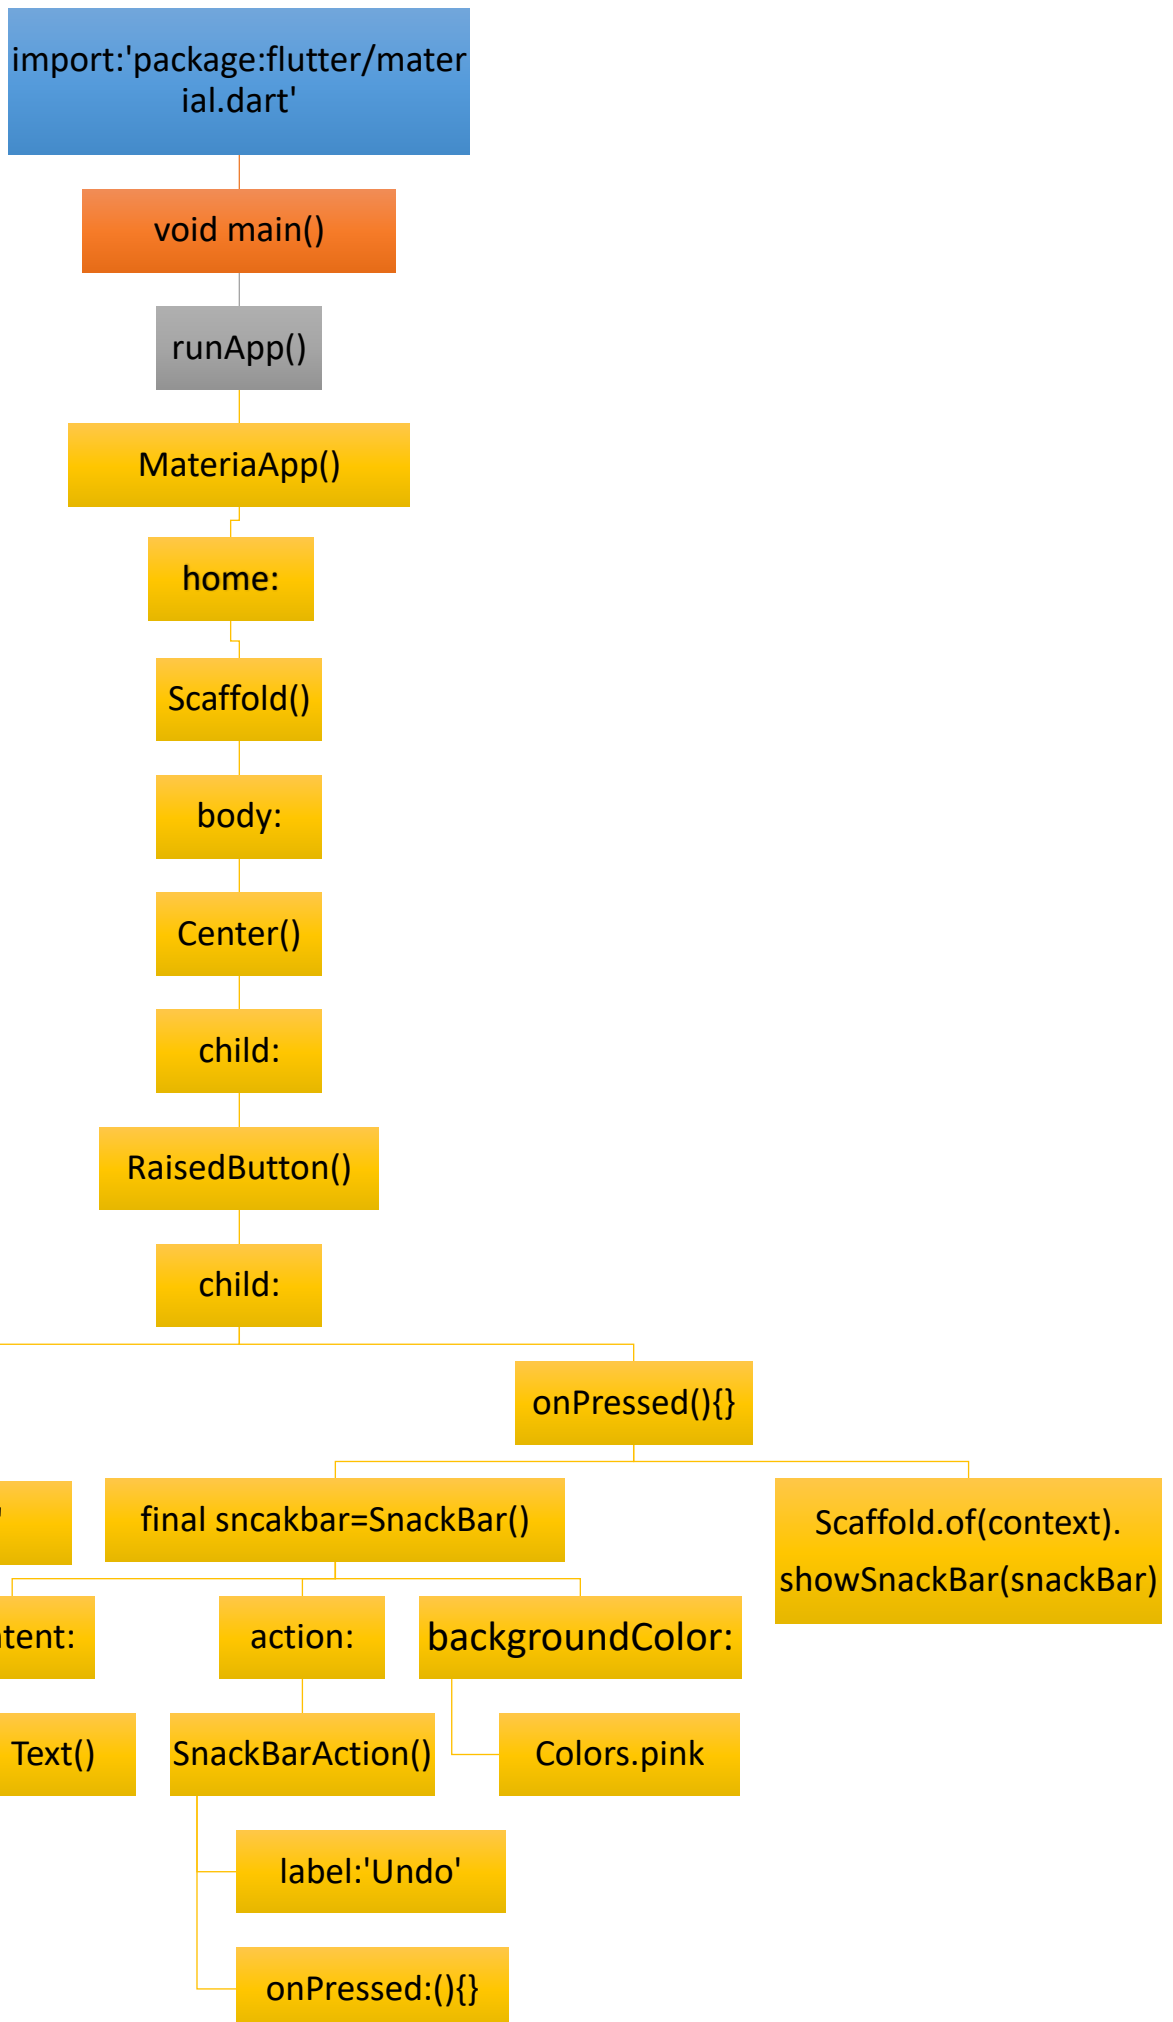 import:'package:flutter/mater
ial.dart'
void main()
runApp()
MateriaApp()
home:
Scaffold()
body:
Center()
child:
RaisedButton()
child:
onPressed(){}
final sncakbar=SnackBar()
Scaffold.of(context).
showSnackBar(snackBar)
action:
backgroundColor:
Text()
SnackBarAction()
Colors.pink
label:'Undo'
onPressed:(){}